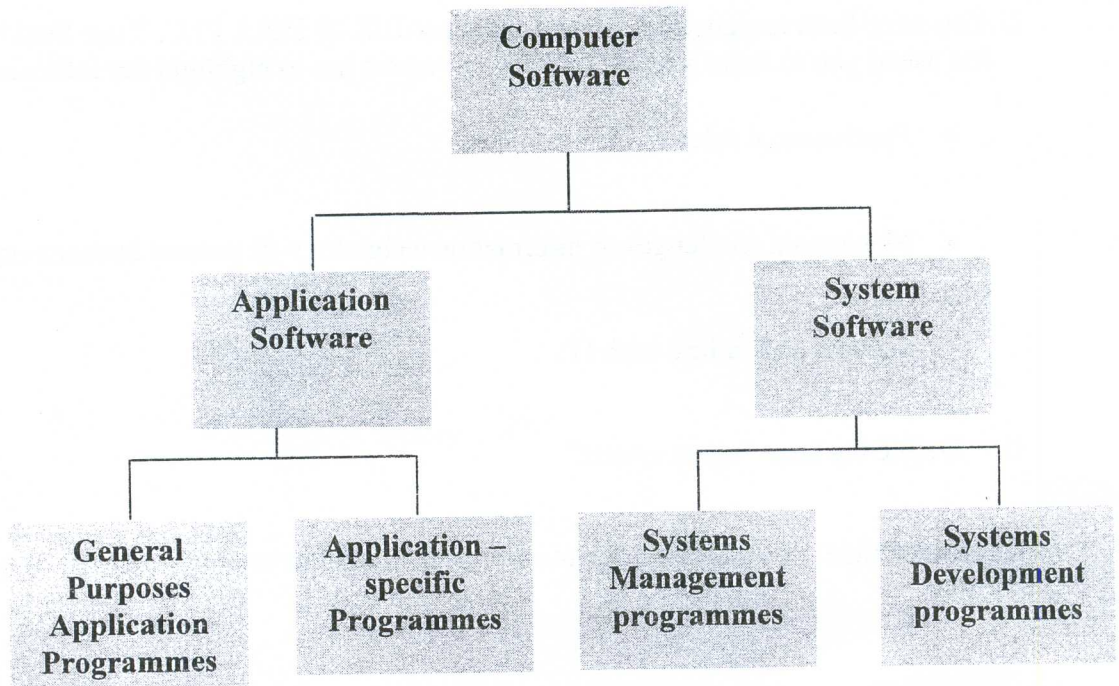 Computer
Software
Application
Software
System
Software
General
Purposes
Application
Programmes
Application –
specific
Programmes
Systems
Management
programmes
Systems
Development
programmes